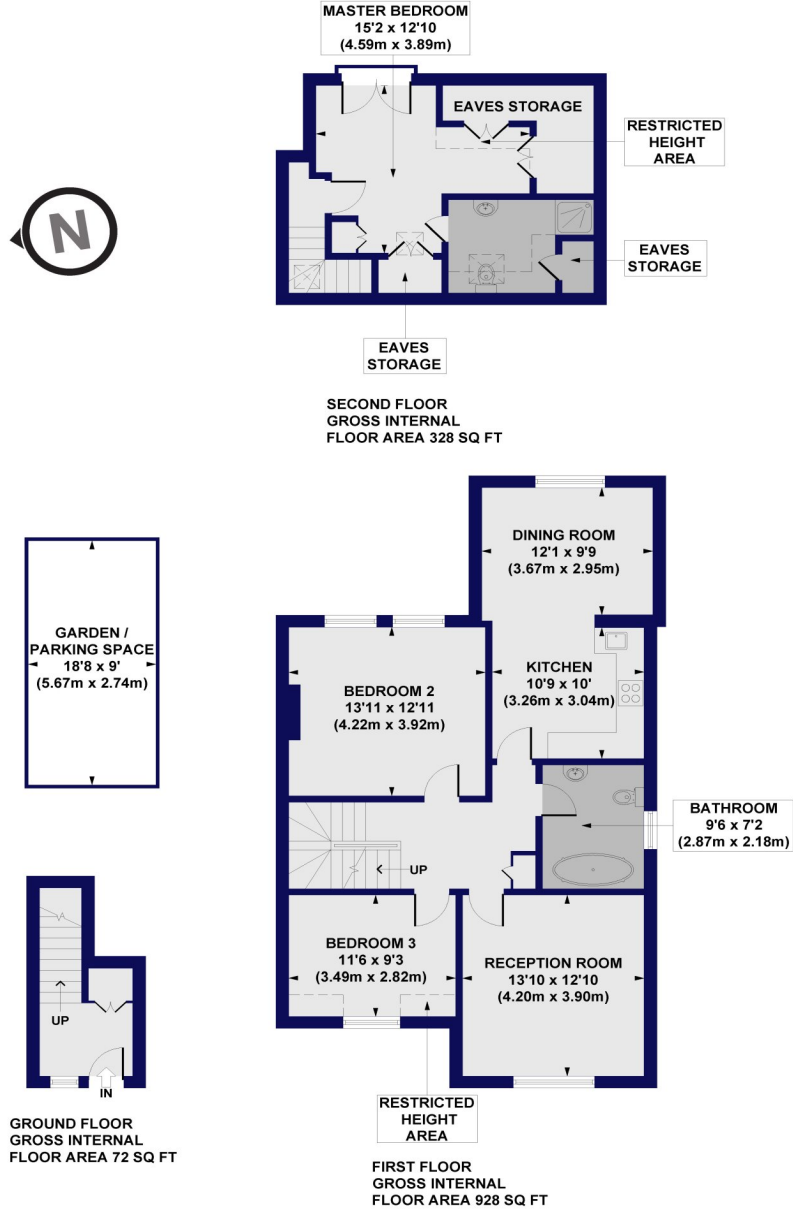 MASTER BEDROOM
15'2 x 12'10
(4.59m x 3.89m)
EAVES STORAGE
RESTRICTED
HEIGHT
AREA
N
EAVES
STORAGE
EAVES
STORAGE
SECOND FLOOR
GROSS INTERNAL
FLOOR AREA 328 SQ FT
DINING ROOM
12'1 x 9'9
(3.67m x 2.95m)
GARDEN /
PARKING SPACE
18'8 x 9'
(5.67m x 2.74m)
KITCHEN
10'9 x 10'
(3.26m x 3.04m)
BEDROOM 2
13'11 x 12'11
(4.22m x 3.92m)
BATHROOM
9'6 x 7'2
(2.87m x 2.18m)
UP
BEDROOM 3
11'6 x 9'3
(3.49m x 2.82m)
RECEPTION ROOM
13'10 x 12'10
(4.20m x 3.90m)
UP
IN
RESTRICTED
HEIGHT
AREA
GROUND FLOOR
GROSS INTERNAL
FLOOR AREA 72 SQ FT
FIRST FLOOR
GROSS INTERNAL
FLOOR AREA 928 SQ FT